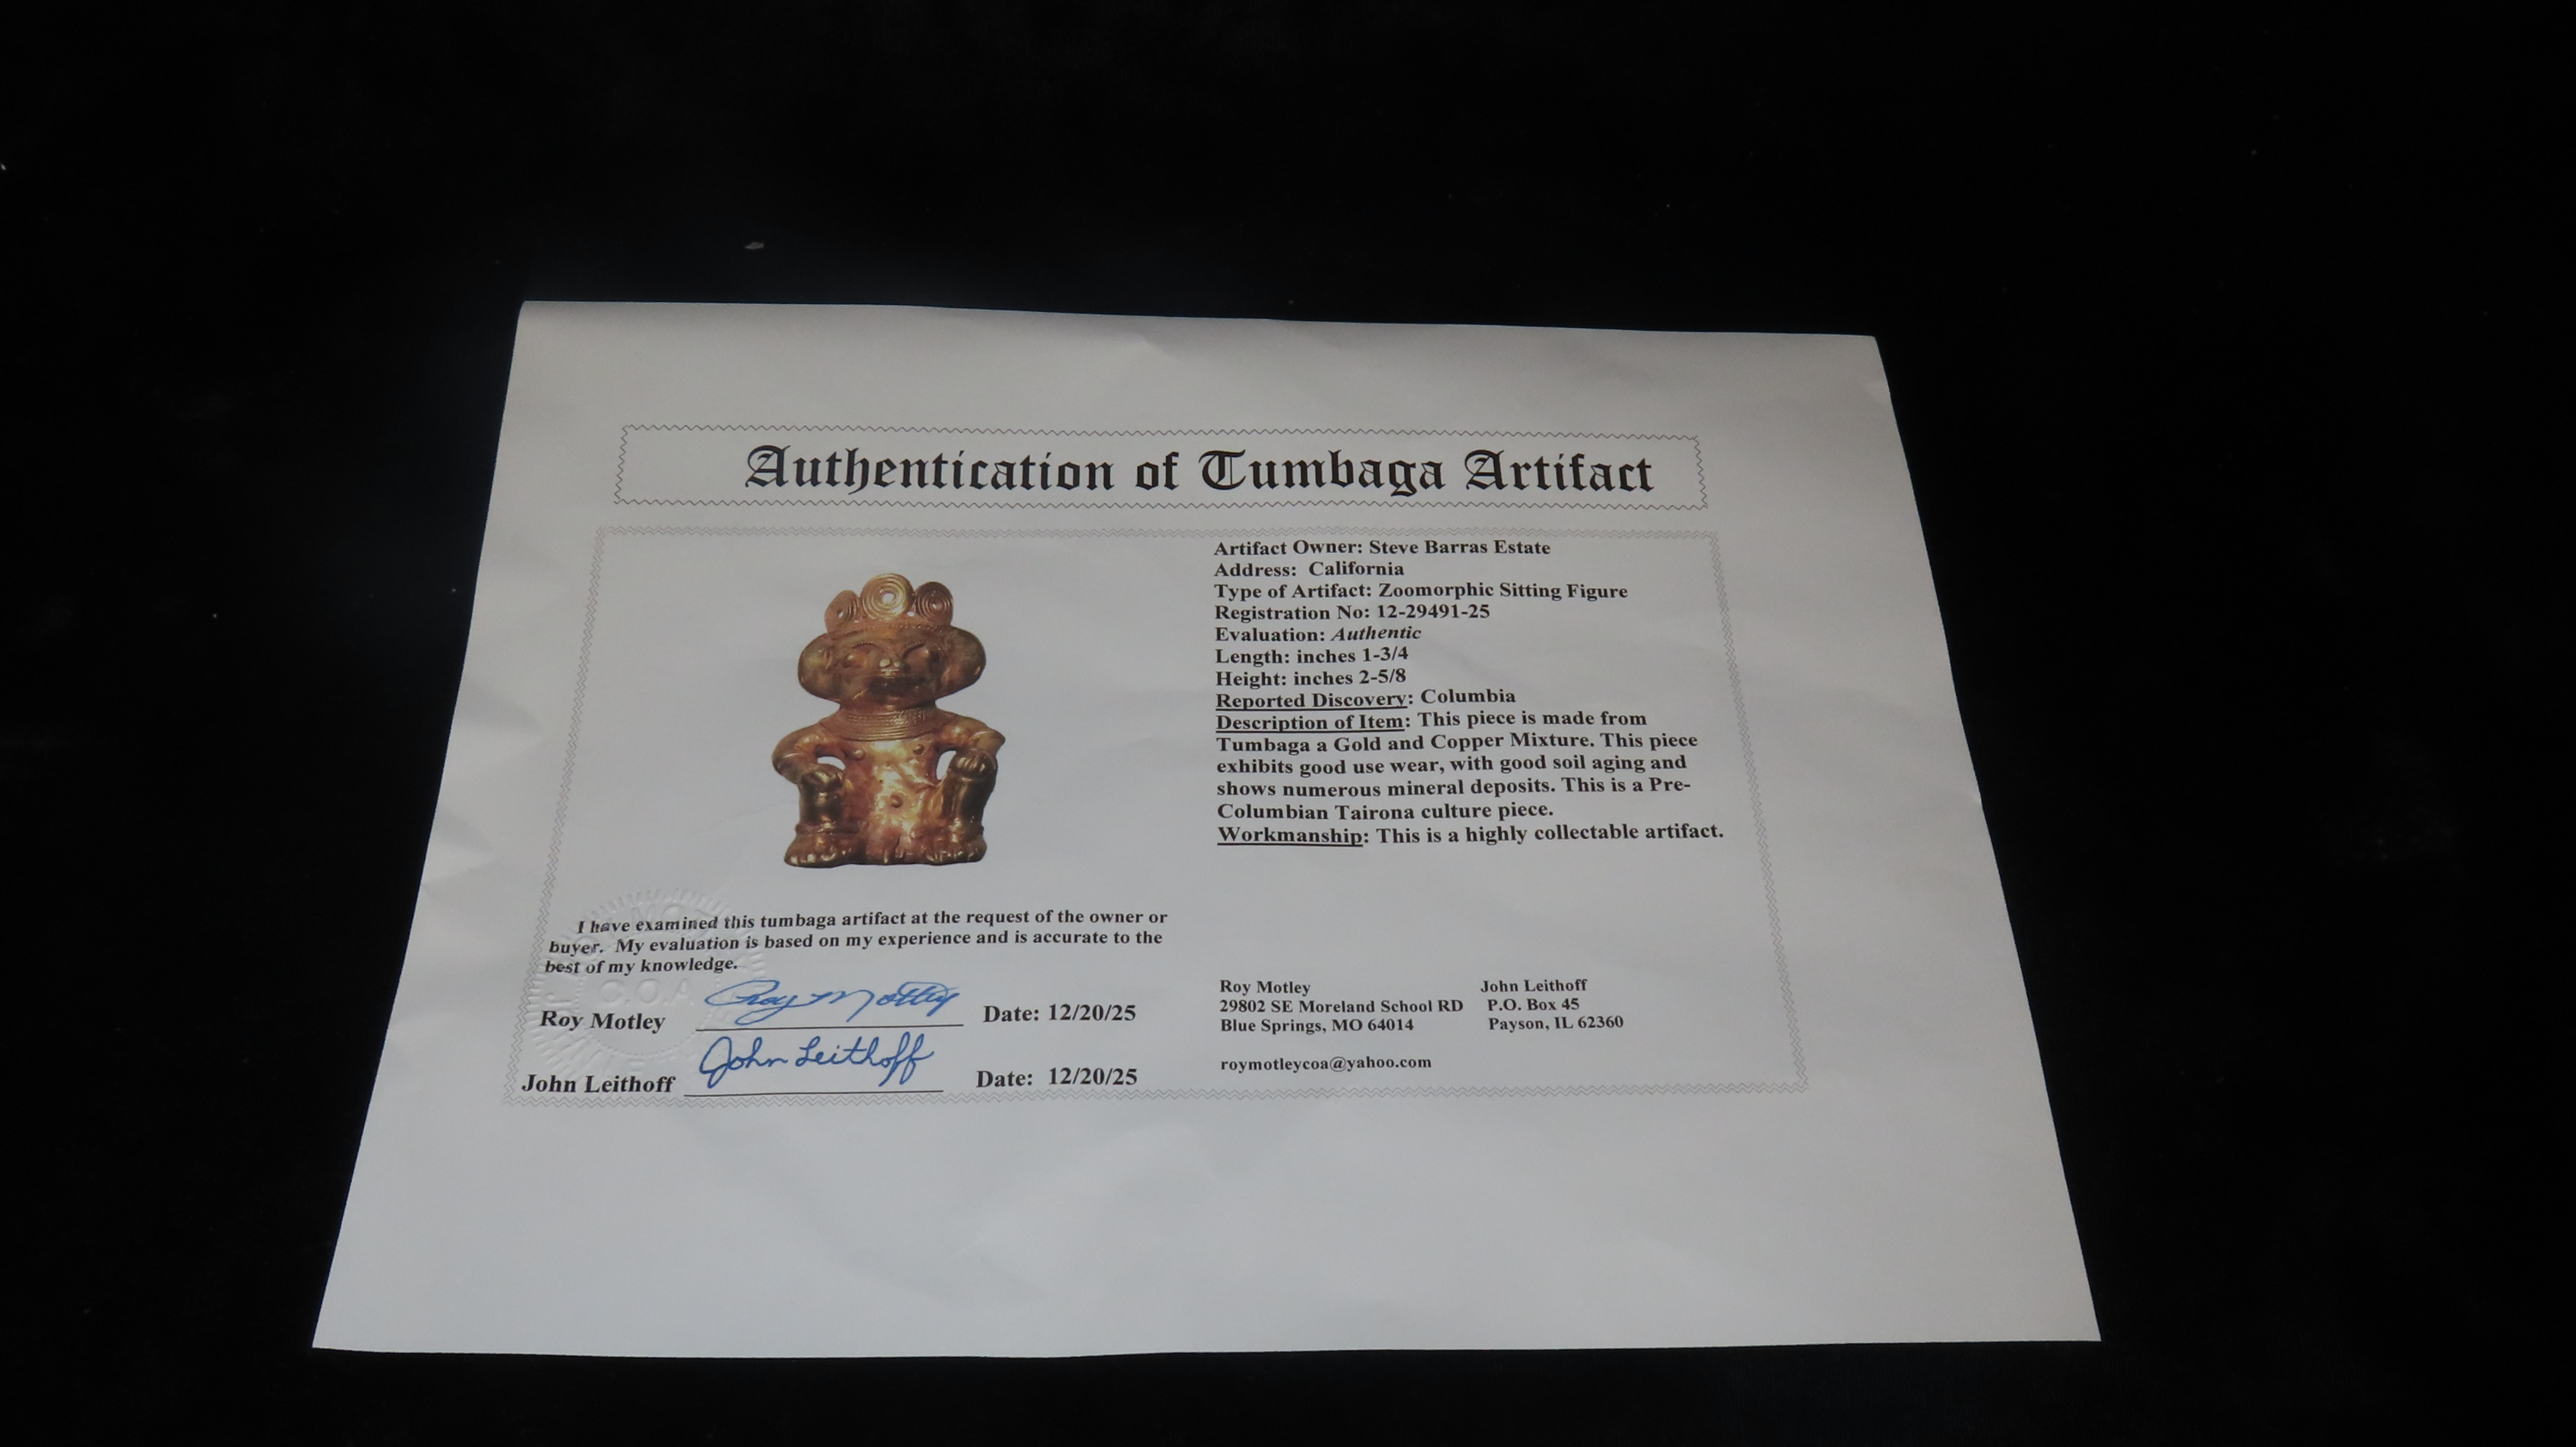 Authentication of Tumbaga Artifact
Artifact Owner: Steve Barras Estate
Address: California
Type of Artifact: Zoomorphic Sitting Figure
Registration No: 12-29491-25
Evaluation: Authentic
Length: inches 1-3/4
Height: inches 2-5/8
Reported Discovery: Columbia
Description of Item: This piece is made from
Tumbaga a Gold and Copper Mixture. This piece
exhibits good use wear, with good soil aging and
shows numerous mineral deposits. This is a Pre-
Columbian Tairona culture piece.
Workmanship: This is a highly collectable artifact.
I have examined this tumbaga artifact at the request of the owner or
buyer. My evaluation is based on my experience and is accurate to the
best of my knowledge.
Roy Motley Roy Motley Date: 12/20/25
John Leithoff John Leithoff Date: 12/20/25
Roy Motley
29802 SE Moreland School RD
Blue Springs, MO 64014
roymotleycoa@yahoo.com
John Leithoff
P.O. Box 45
Payson, IL 62360